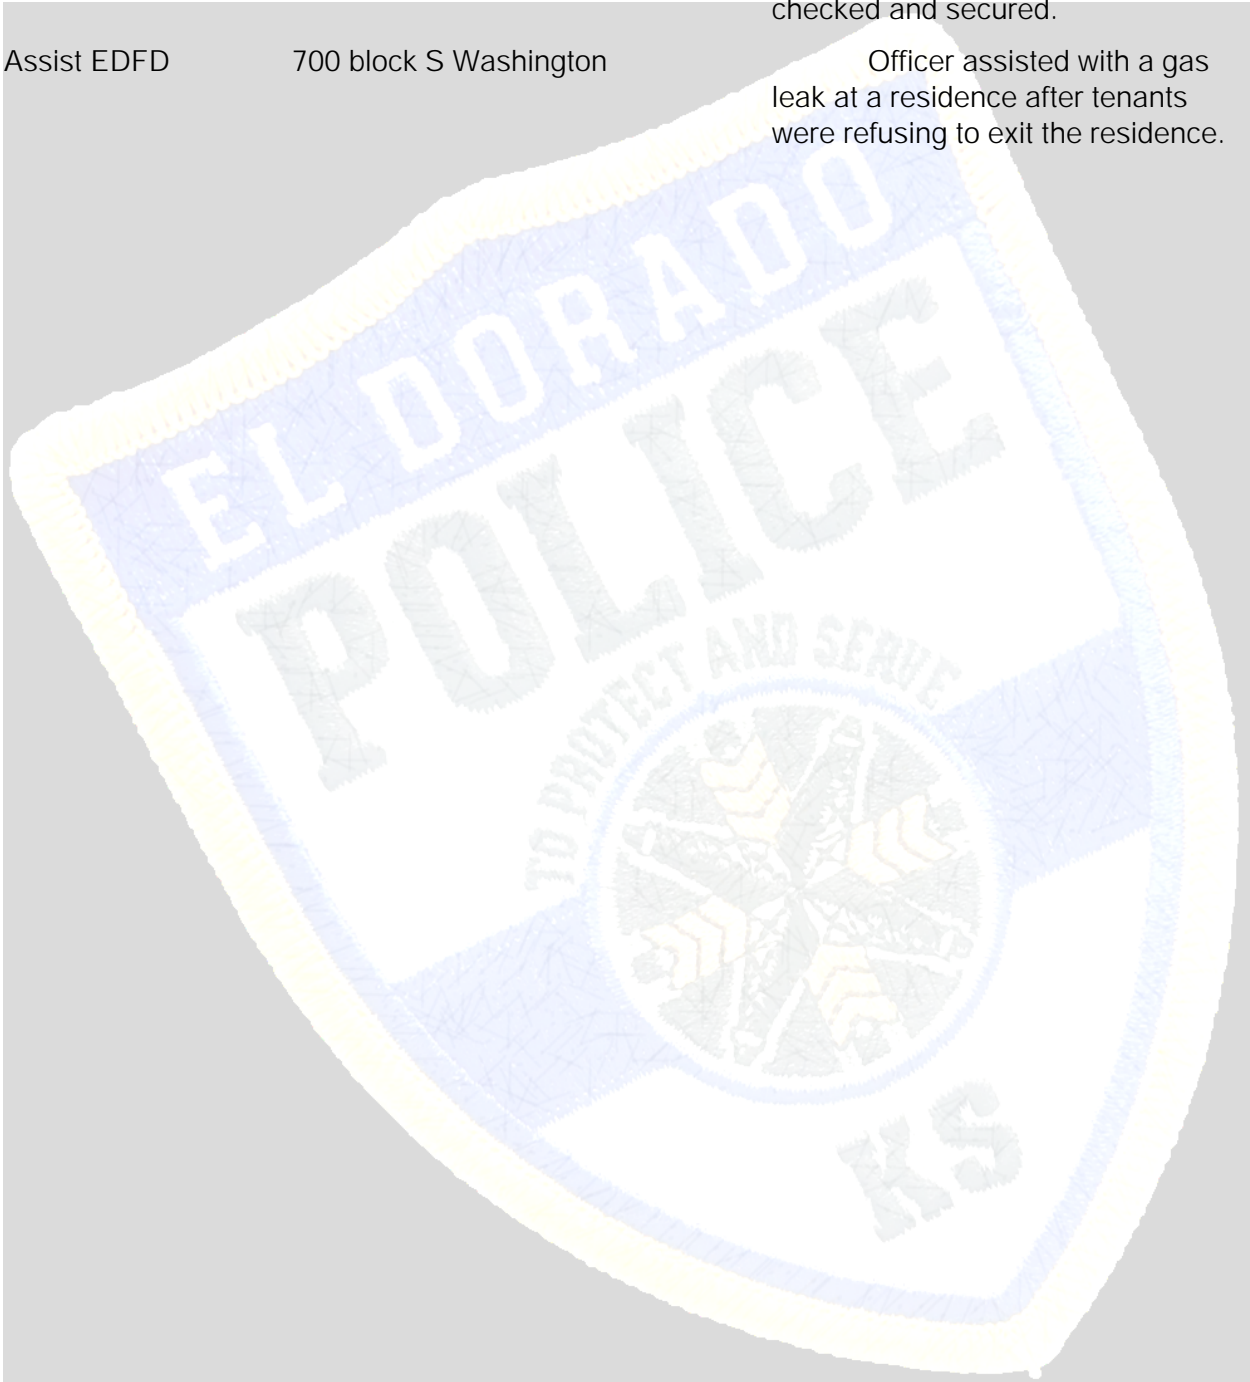 checked and secured.
Assist EDFD 700 block S Washington Officer assisted with a gas
leak at a residence after tenants
were refusing to exit the residence.
EL DORADO
POLICE
TO PROTECT AND SERVE
KS